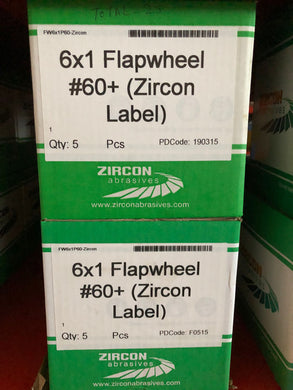 FW6x1P60-Zircon
6x1 Flapwheel
#60+ (Zircon
Label)
1
Qty: 5 Pcs PDCode: 190315
ZIRCON
abrasives
www.zirconabrasives.com
FW6x1P60-Zircon
6x1 Flapwheel
#60+ (Zircon
Label)
1
Qty: 5 Pcs PDCode: F0515
ZIRCON
abrasives
www.zirconabrasives.com